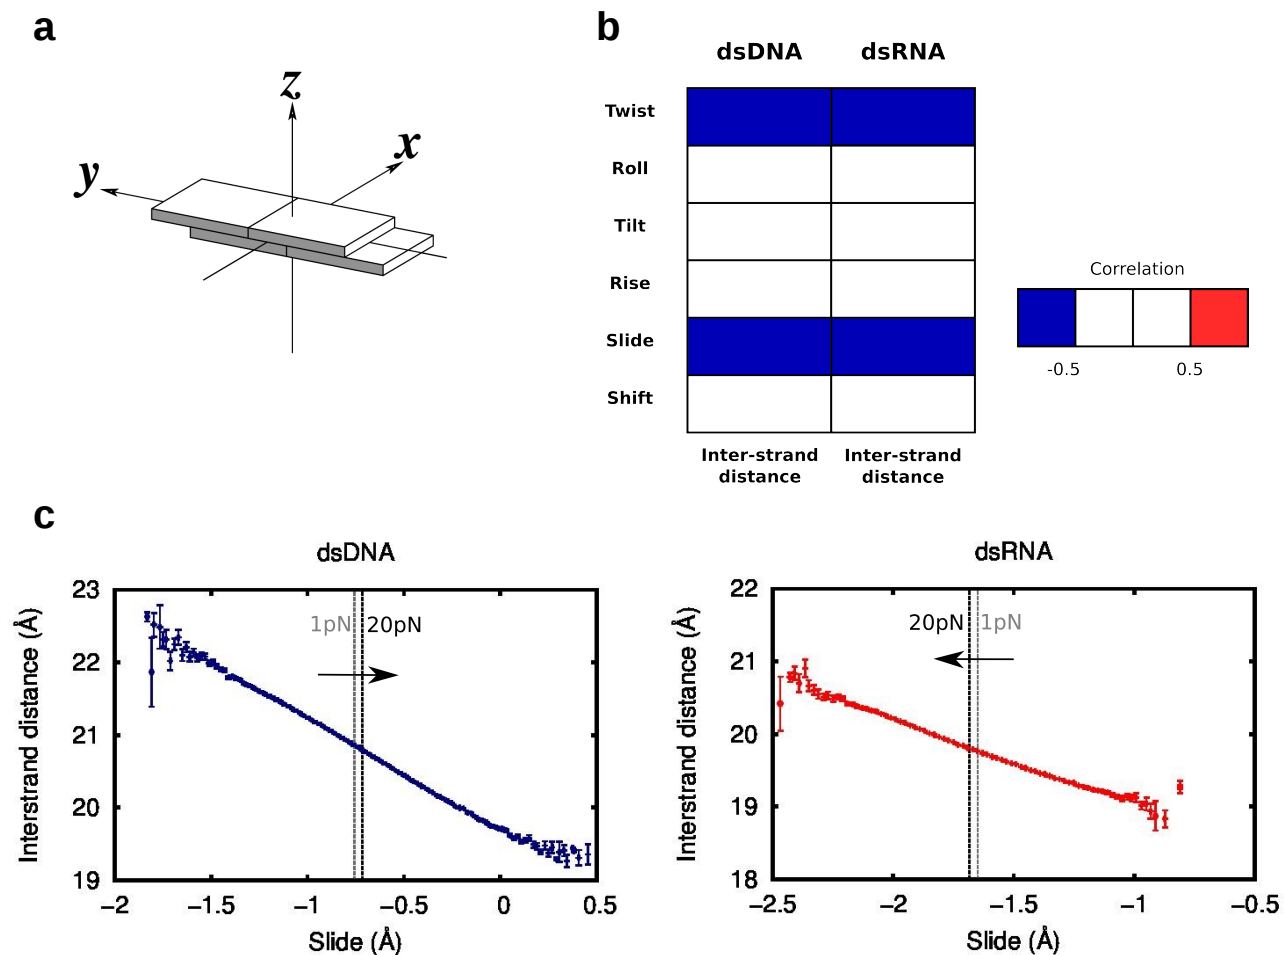 a
z
x
y
b
dsDNA dsRNA
Twist
Roll
Tilt
Rise
Slide
Shift
Inter-strand distance
Inter-strand distance
Correlation
-0.5 0.5
c
dsDNA
Interstrand distance (Å)
23
22
21
20
19
1pN 20pN
−2 −1.5 −1 −0.5 0 0.5
Slide (Å)
dsRNA
Interstrand distance (Å)
22
21
20
19
18
20pN 1pN
−2.5 −2 −1.5 −1 −0.5
Slide (Å)